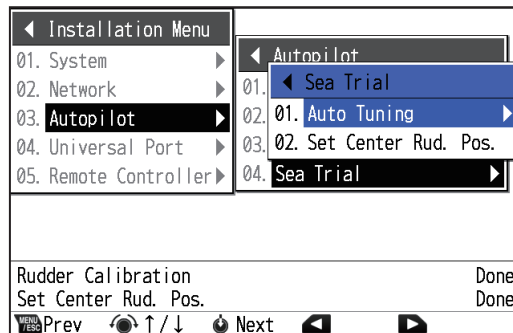 Installation Menu
01. System
02. Network
03. Autopilot
04. Universal Port
05. Remote Controller
Autopilot
01.
02.
03.
04. Sea Trial
Sea Trial
01. Auto Tuning
02. Set Center Rud. Pos.
Rudder Calibration Done
Set Center Rud. Pos. Done
MENU/ESC Prev ↑/↓ Next